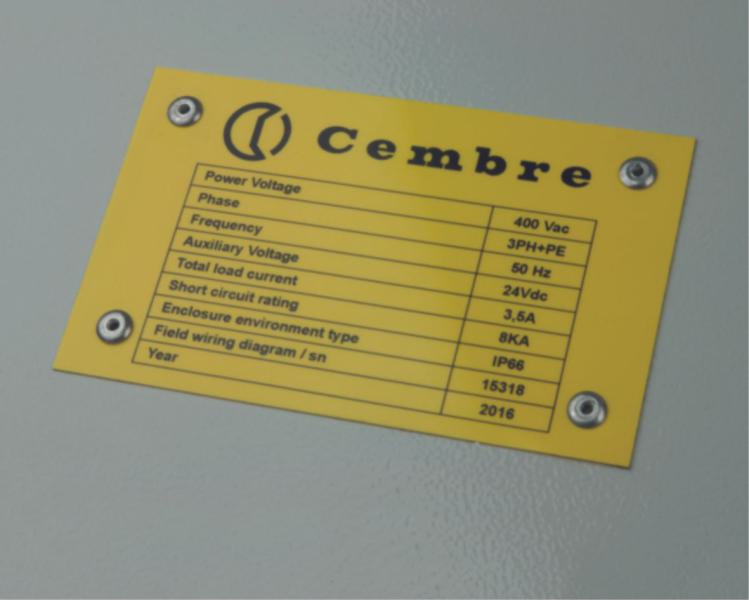 Cembre
Power Voltage 400 Vac
Phase 3PH+PE
Frequency 50 Hz
Auxiliary Voltage 24Vdc
Total load current 3,5A
Short circuit rating 8KA
Enclosure environment type IP66
Field wiring diagram / sn 15318
Year 2016